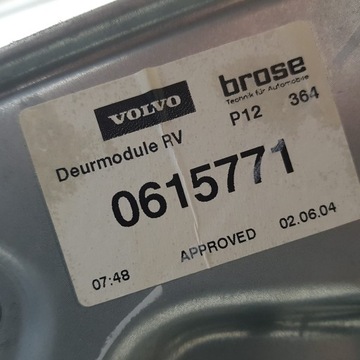 VOLVO
brose
Technik für Automobile
P12 364
Deurmodule RV
0615771
07:48 APPROVED 02.06.04